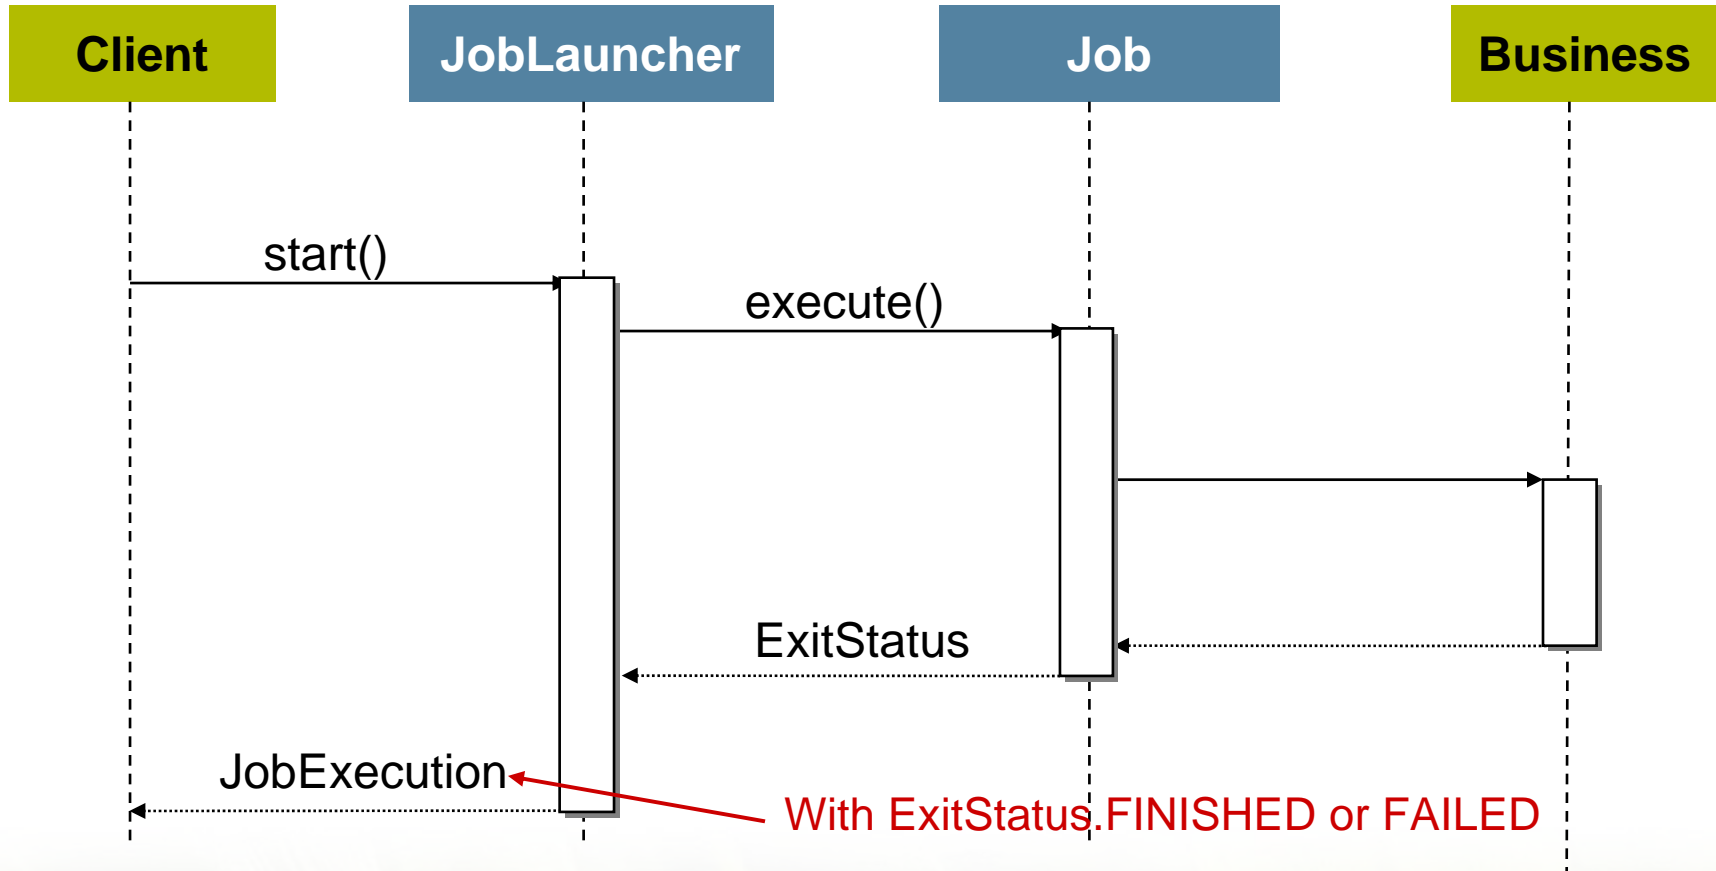 Client
JobLauncher
Job
Business
start()
execute()
ExitStatus
JobExecution
With ExitStatus.FINISHED or FAILED